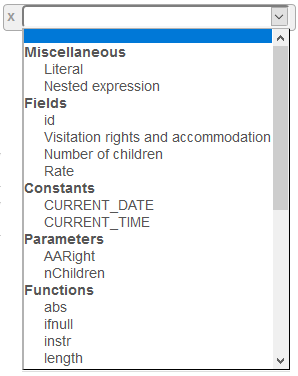 x
Miscellaneous
Literal
Nested expression
Fields
id
Visitation rights and accommodation
Number of children
Rate
Constants
CURRENT_DATE
CURRENT_TIME
Parameters
AARight
nChildren
Functions
abs
ifnull
instr
length